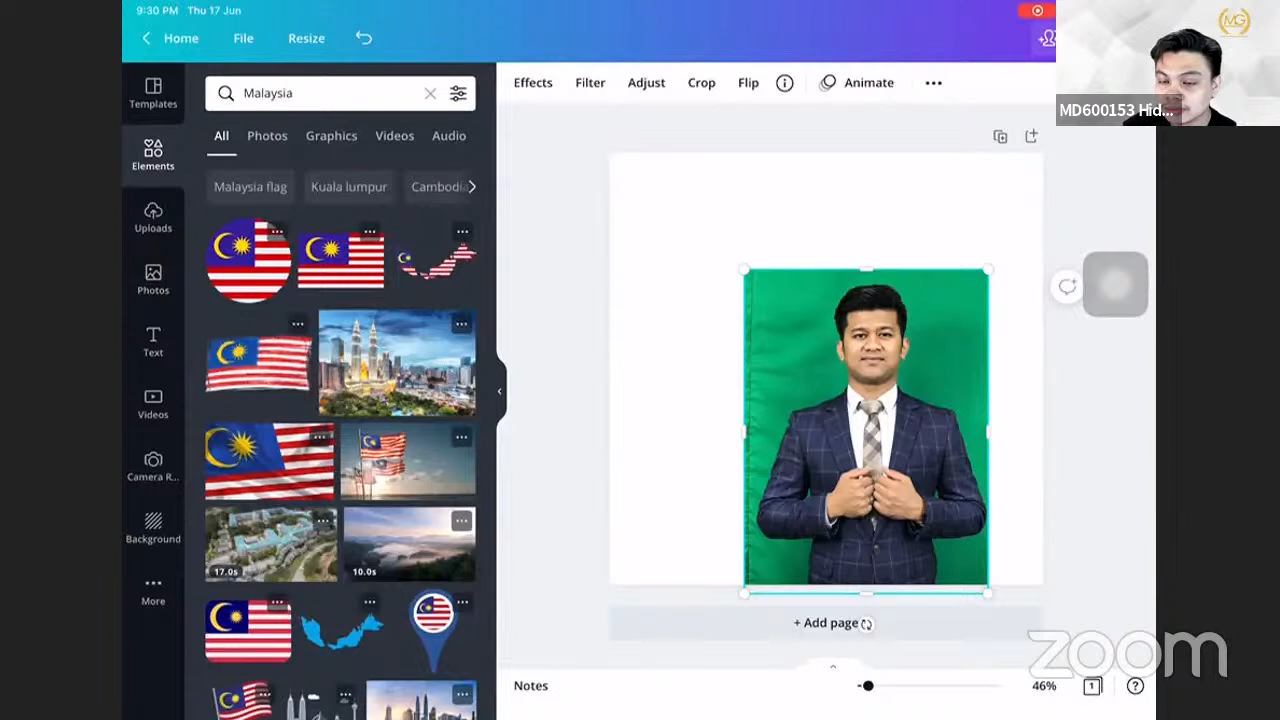 9:30 PM Thu 17 Jun
Home File Resize
MG
MD600153 Hid...
Templates
Elements
Uploads
Photos
Text
Videos
Camera R...
Background
More
Malaysia
All Photos Graphics Videos Audio
Malaysia flag Kuala lumpur Cambodia
17.0s 10.0s
Effects Filter Adjust Crop Flip Animate
+ Add page
Notes
46% 1 ?
zoom